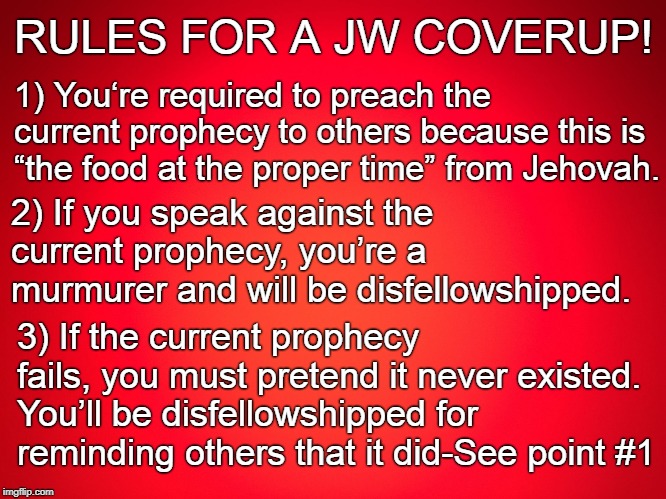 RULES FOR A JW COVERUP!
1) You‘re required to preach the
current prophecy to others because this is
“the food at the proper time” from Jehovah.
2) If you speak against the
current prophecy, you’re a
murmurer and will be disfellowshipped.
3) If the current prophecy
fails, you must pretend it never existed.
You’ll be disfellowshipped for
reminding others that it did-See point #1
imgflip.com